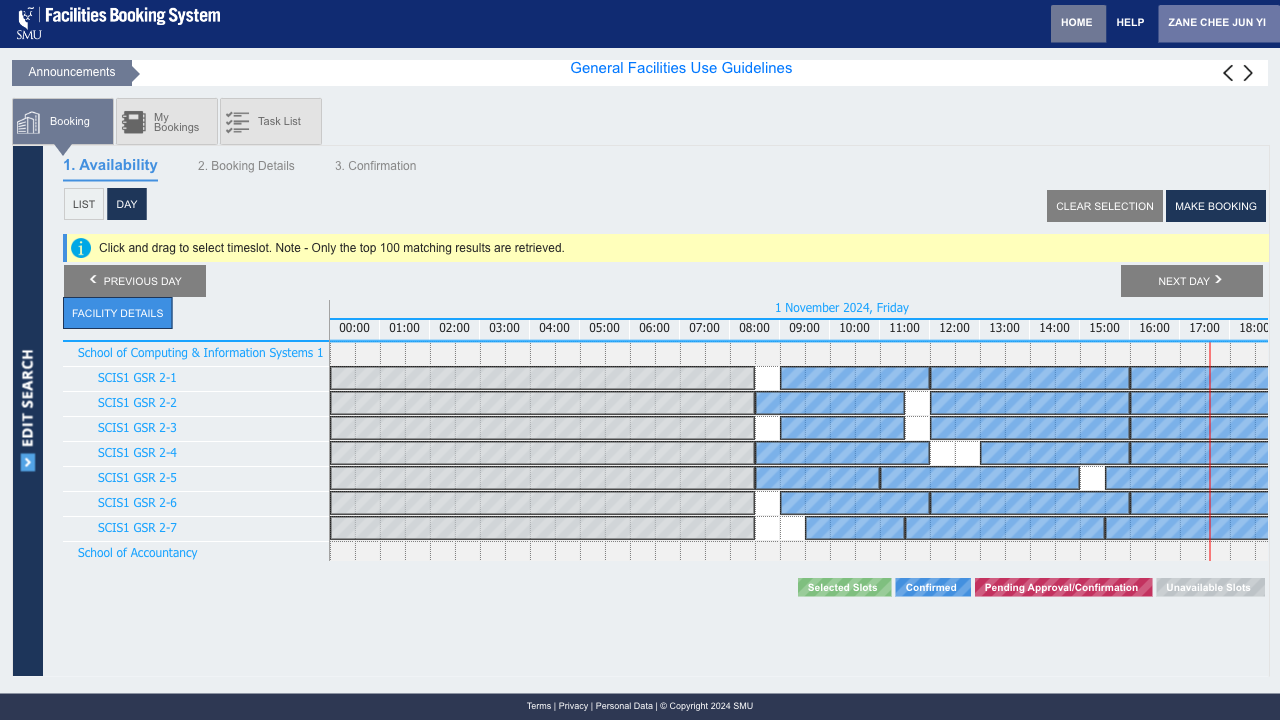 SMU
Facilities Booking System
HOME
HELP
ZANE CHEE JUN YI
Announcements
General Facilities Use Guidelines
Booking
My
Bookings
Task List
1. Availability
2. Booking Details
3. Confirmation
LIST
DAY
CLEAR SELECTION
MAKE BOOKING
Click and drag to select timeslot. Note - Only the top 100 matching results are retrieved.
PREVIOUS DAY
NEXT DAY
FACILITY DETAILS
1 November 2024, Friday
00:00 01:00 02:00 03:00 04:00 05:00 06:00 07:00 08:00 09:00 10:00 11:00 12:00 13:00 14:00 15:00 16:00 17:00 18:00
EDIT SEARCH
School of Computing & Information Systems 1
SCIS1 GSR 2-1
SCIS1 GSR 2-2
SCIS1 GSR 2-3
SCIS1 GSR 2-4
SCIS1 GSR 2-5
SCIS1 GSR 2-6
SCIS1 GSR 2-7
School of Accountancy
Selected Slots
Confirmed
Pending Approval/Confirmation
Unavailable Slots
Terms | Privacy | Personal Data | © Copyright 2024 SMU